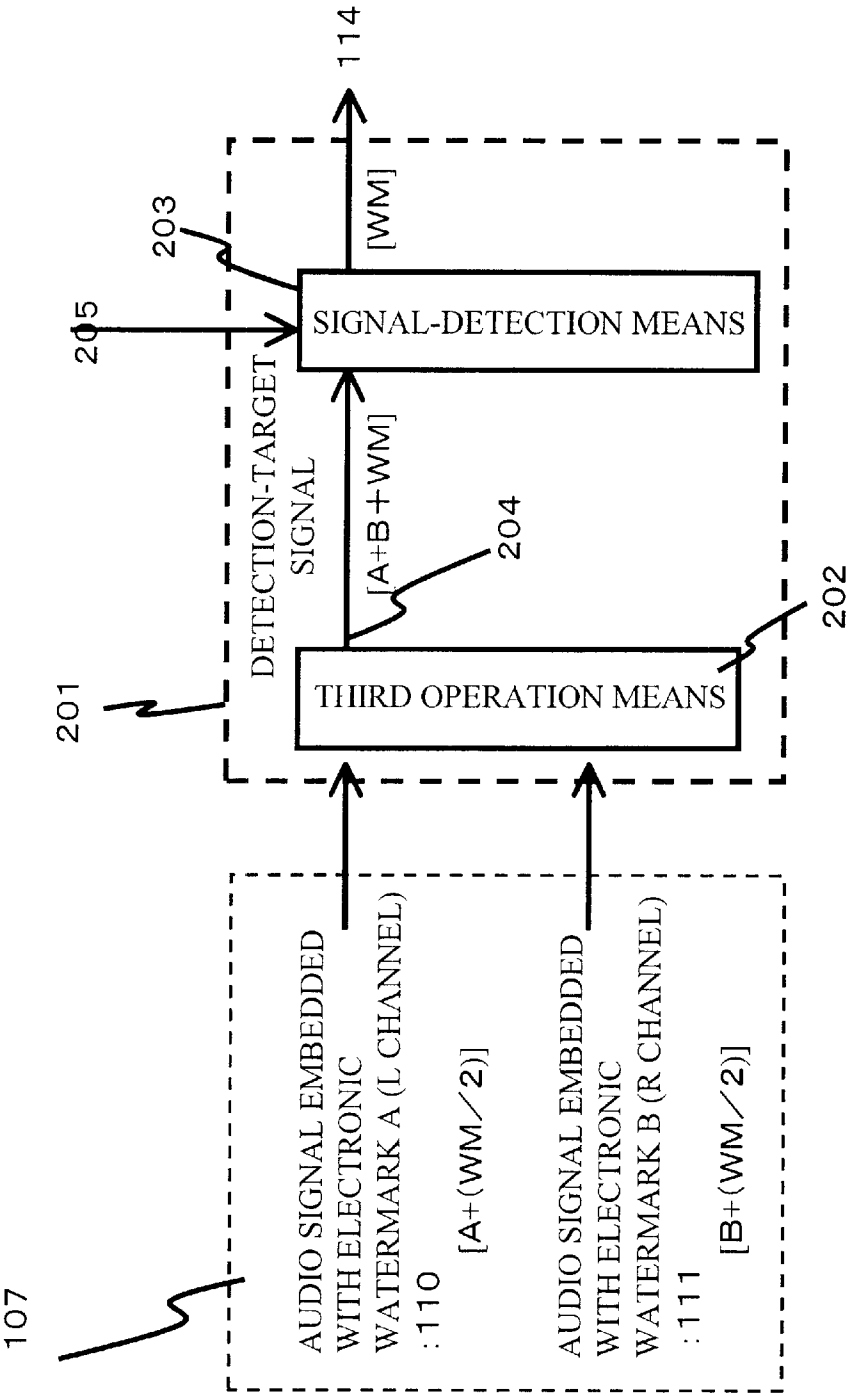 107
AUDIO SIGNAL EMBEDDED
WITH ELECTRONIC
WATERMARK A (L CHANNEL)
:110
[A+(WM/2)]
AUDIO SIGNAL EMBEDDED
WITH ELECTRONIC
WATERMARK B (R CHANNEL)
:111
[B+(WM/2)]
201
THIRD OPERATION MEANS
202
DETECTION-TARGET
SIGNAL
[A+B+WM]
204
205
203
SIGNAL-DETECTION MEANS
[WM]
114